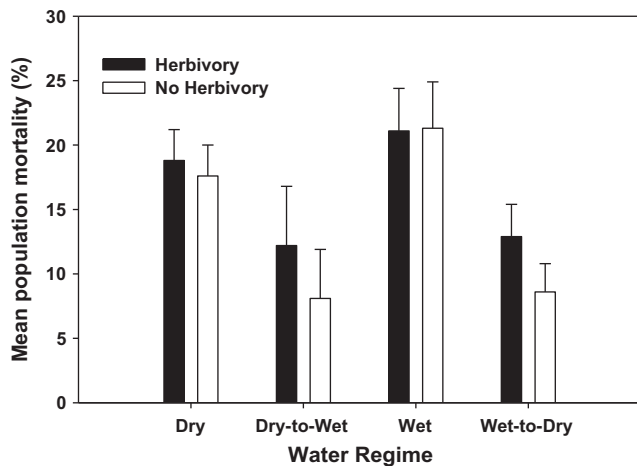 30
25
20
15
10
5
0
Mean population mortality (%)
Herbivory
No Herbivory
Dry Dry-to-Wet Wet Wet-to-Dry
Water Regime